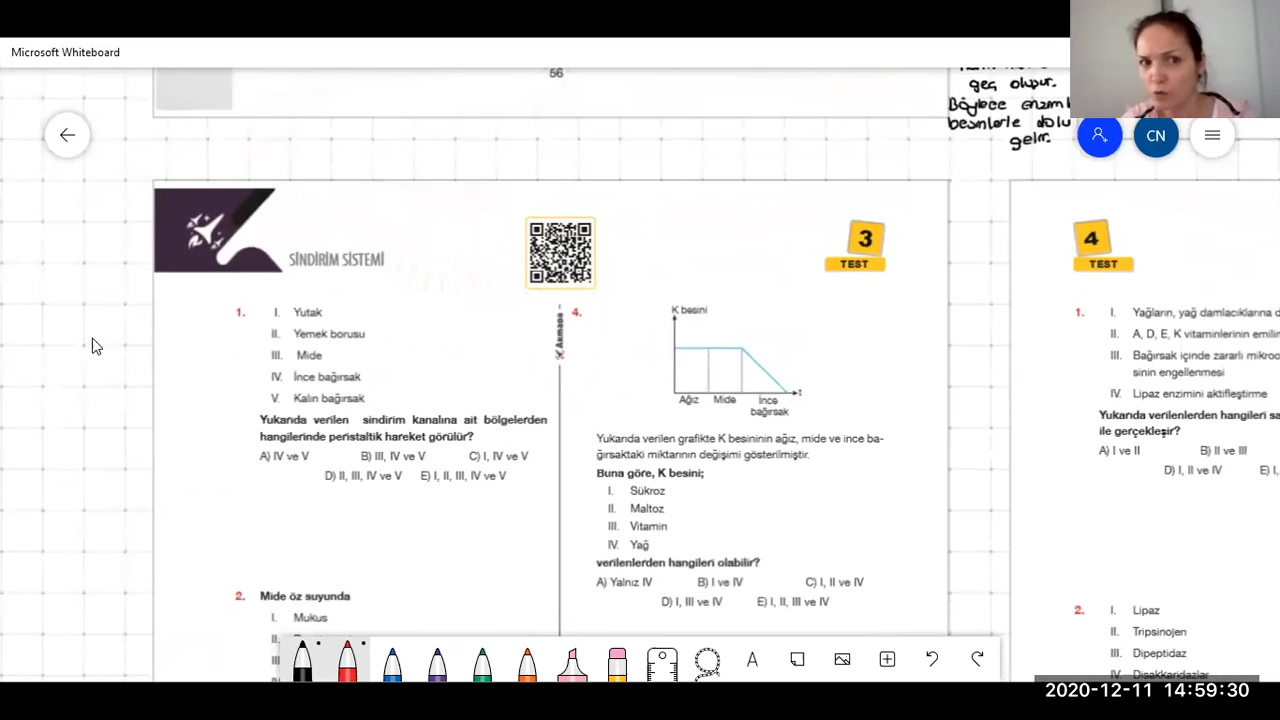 Microsoft Whiteboard
56
geç oluşur.
Böylece enzim
besinlerle dolu
gelir.
CN
SİNDİRİM SİSTEMİ
3
TEST
1.
I. Yutak
II. Yemek borusu
III. Mide
IV. İnce bağırsak
V. Kalın bağırsak
Yukarıda verilen sindirim kanalına ait bölgelerden
hangilerinde peristaltik hareket görülür?
A) IV ve V B) III, IV ve V C) I, IV ve V
D) II, III, IV ve V E) I, II, III, IV ve V
2. Mide öz suyunda
I. Mukus
II.
III
Aκmαnα
4.
K besini
t
Ağız Mide İnce
bağırsak
Yukarıda verilen grafikte K besininin ağız, mide ve ince ba-
ğırsaktaki miktarının değişimi gösterilmiştir.
Buna göre, K besini;
I. Sükroz
II. Maltoz
III. Vitamin
IV. Yağ
verilenlerden hangileri olabilir?
A) Yalnız IV B) I ve IV C) I, II ve IV
D) I, III ve IV E) I, II, III ve IV
4
TEST
1.
I. Yağların, yağ damlacıklarına d
II. A, D, E, K vitaminlerinin emilim
III. Bağırsak içinde zararlı mikroo
sinin engellenmesi
IV. Lipaz enzimini aktifleştirme
Yukarıda verilenlerden hangileri sa
ile gerçekleşir?
A) I ve II B) II ve III
D) I, II ve IV E) I,
2.
I. Lipaz
II. Tripsinojen
III. Dipeptidaz
IV. Disakkaridazlar
A
2020-12-11 14:59:30